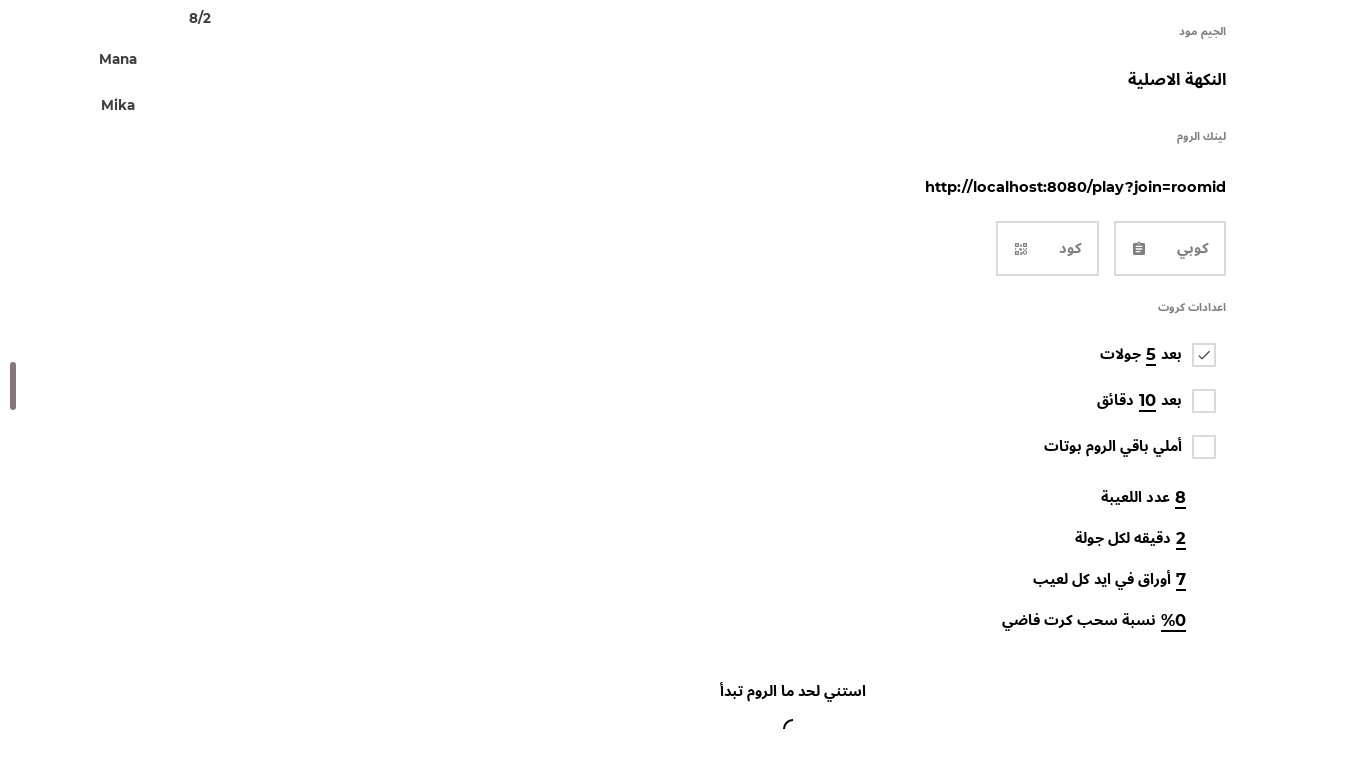 الجيم مود
النكهة الاصلية
لينك الروم
http://localhost:8080/play?join=roomid
كوبي
كود
اعدادات كروت
بعد 5 جولات
بعد 10 دقائق
أملي باقي الروم بوتات
8 عدد اللعيبة
2 دقيقه لكل جولة
7 أوراق في ايد كل لعيب
%0 نسبة سحب كرت فاضي
استني لحد ما الروم تبدأ
8/2
Mana
Mika